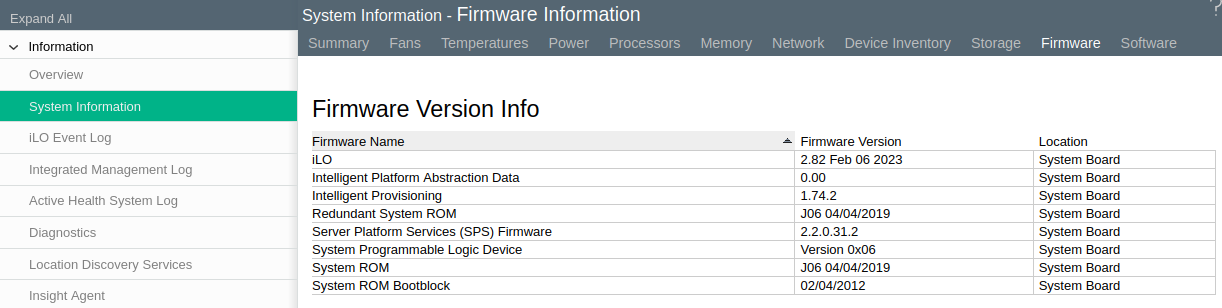 Expand All
Information
Overview
System Information
iLO Event Log
Integrated Management Log
Active Health System Log
Diagnostics
Location Discovery Services
Insight Agent
System Information - Firmware Information
?
Summary Fans Temperatures Power Processors Memory Network Device Inventory Storage Firmware Software
Firmware Version Info
Firmware Name Firmware Version Location
iLO 2.82 Feb 06 2023 System Board
Intelligent Platform Abstraction Data 0.00 System Board
Intelligent Provisioning 1.74.2 System Board
Redundant System ROM J06 04/04/2019 System Board
Server Platform Services (SPS) Firmware 2.2.0.31.2 System Board
System Programmable Logic Device Version 0x06 System Board
System ROM J06 04/04/2019 System Board
System ROM Bootblock 02/04/2012 System Board